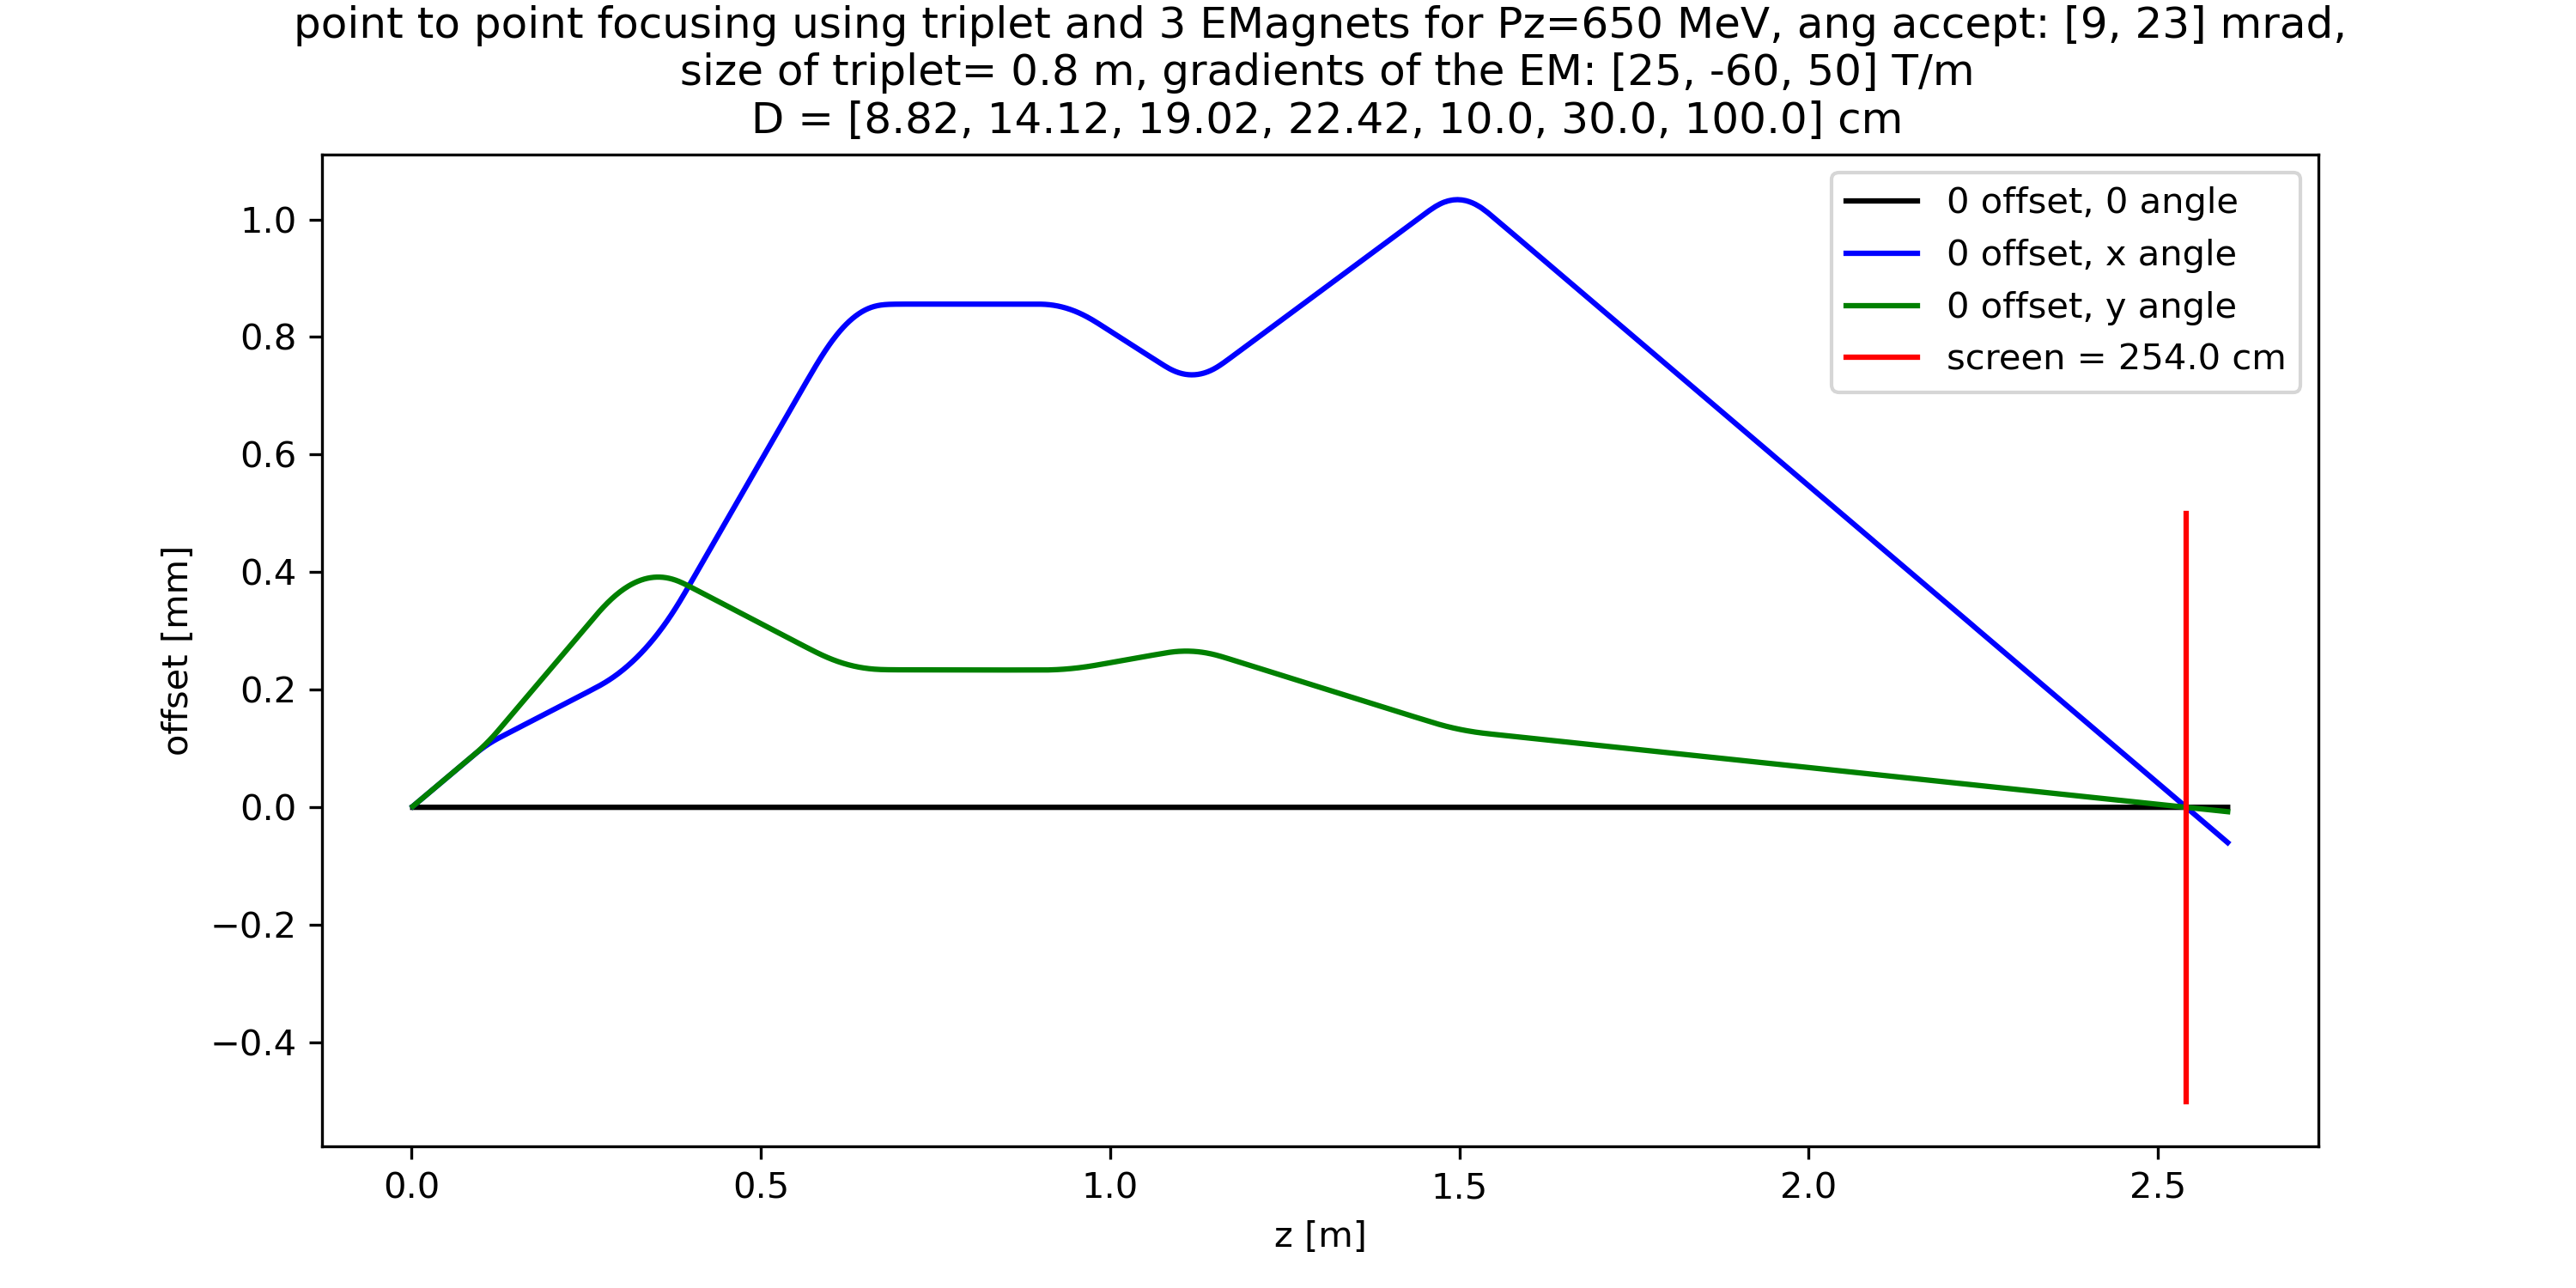 point to point focusing using triplet and 3 EMagnets for Pz=650 MeV, ang accept: [9, 23] mrad,
size of triplet= 0.8 m, gradients of the EM: [25, -60, 50] T/m
D = [8.82, 14.12, 19.02, 22.42, 10.0, 30.0, 100.0] cm
0 offset, 0 angle
0 offset, x angle
0 offset, y angle
screen = 254.0 cm
offset [mm]
1.0
0.8
0.6
0.4
0.2
0.0
−0.2
−0.4
0.0 0.5 1.0 1.5 2.0 2.5
z [m]